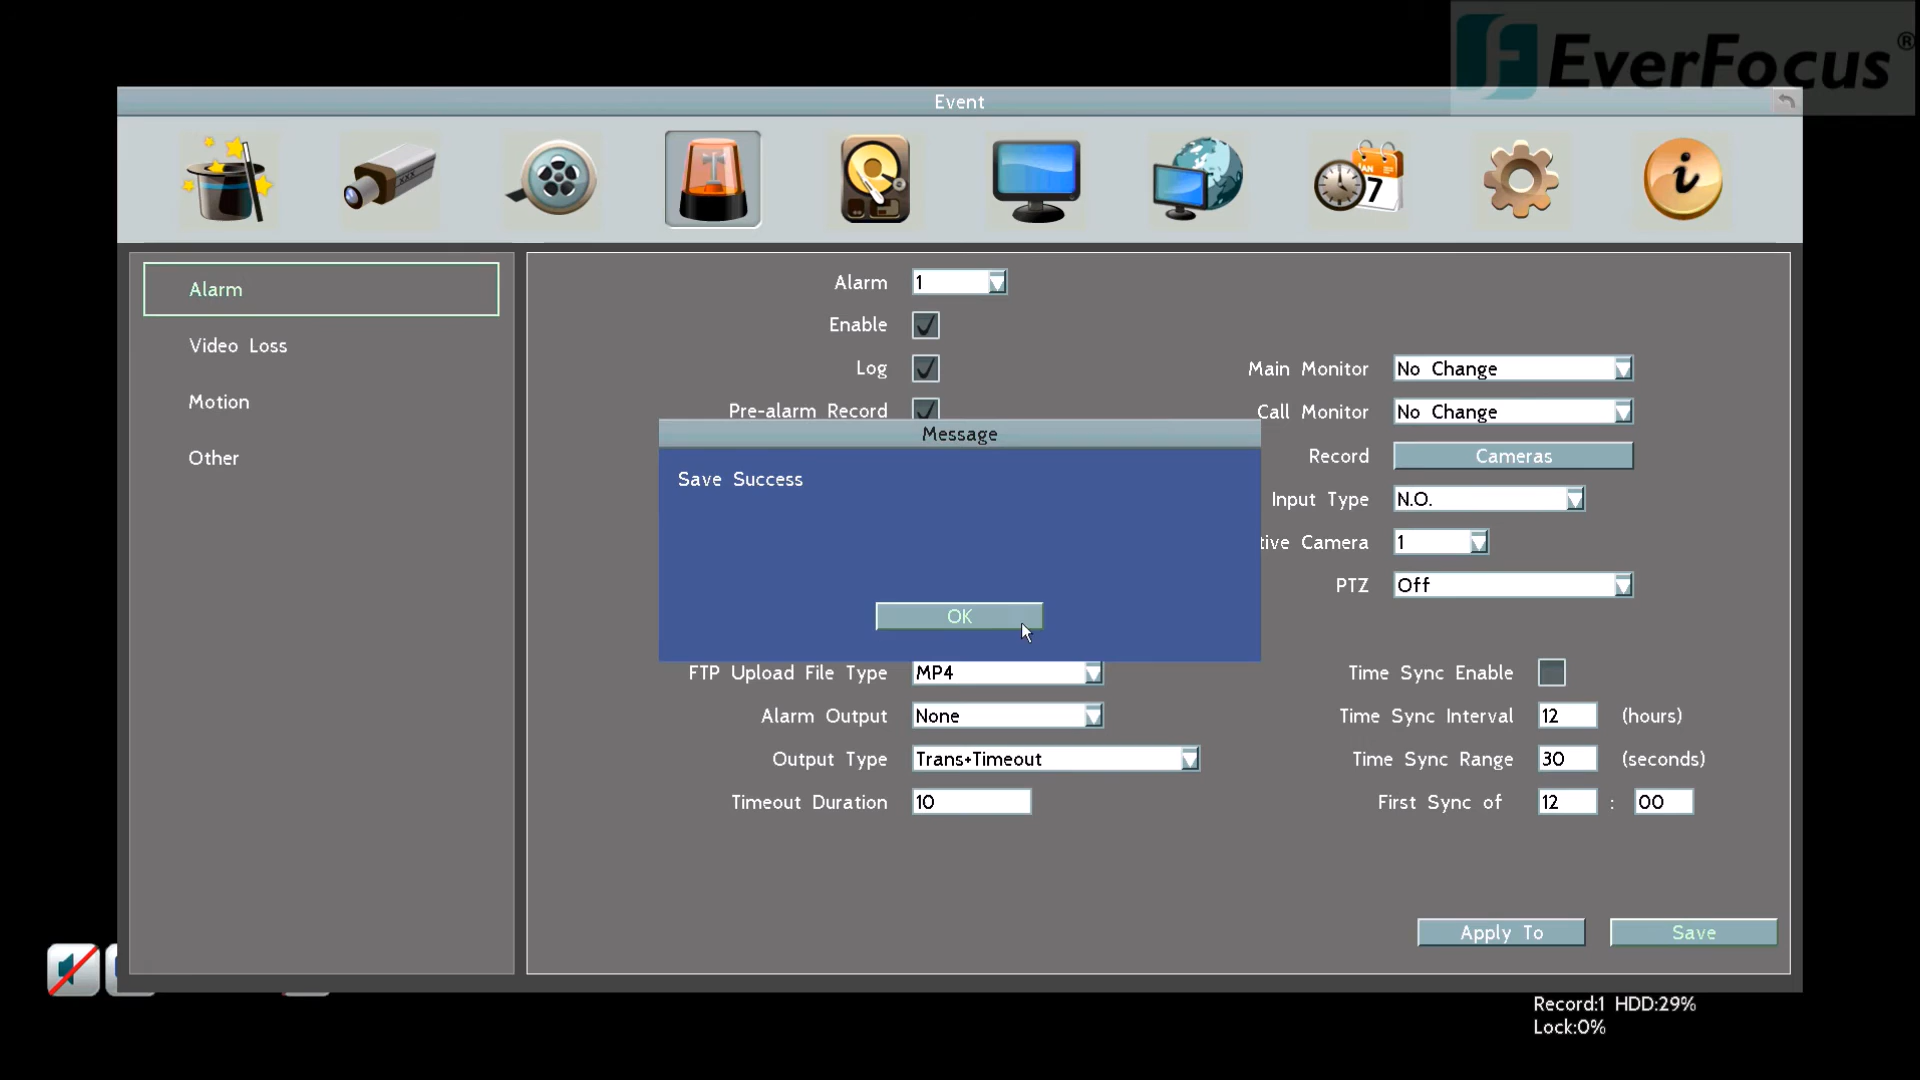 EverFocus®
Event
Alarm
Video Loss
Motion
Other
Alarm 1
Enable
Log
Pre-alarm Record
Main Monitor No Change
Call Monitor No Change
Record Cameras
Input Type N.O.
tive Camera 1
PTZ Off
Message
Save Success
OK
FTP Upload File Type MP4
Alarm Output None
Output Type Trans+Timeout
Timeout Duration 10
Time Sync Enable
Time Sync Interval 12 (hours)
Time Sync Range 30 (seconds)
First Sync of 12 : 00
Apply To
Save
Record:1 HDD:29%
Lock:0%